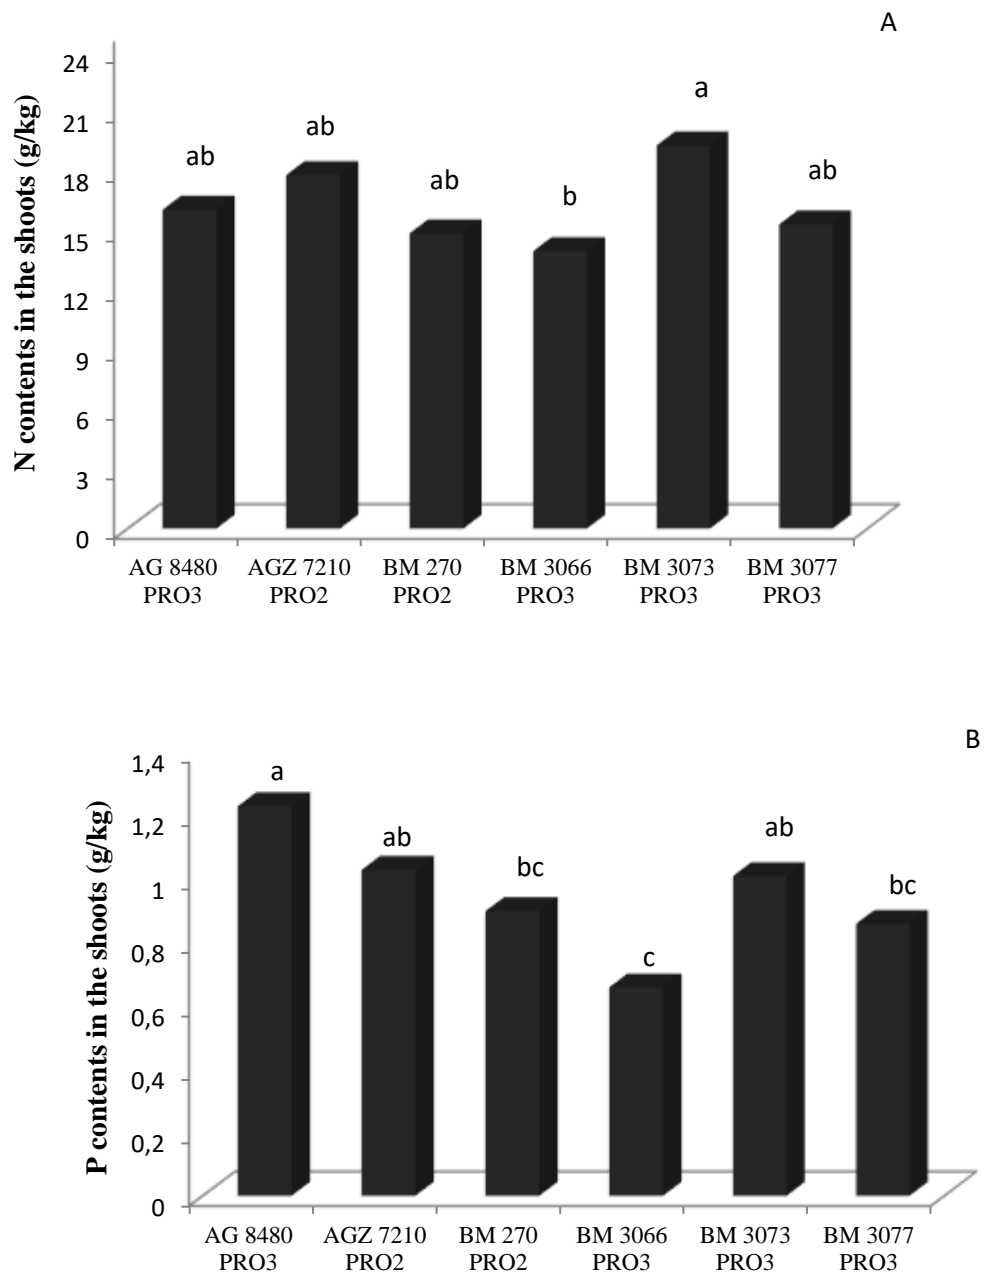 A
N contents in the shoots (g/kg)
24
21
18
15
12
9
6
3
0
ab
ab
ab
b
a
ab
AG 8480
PRO3
AGZ 7210
PRO2
BM 270
PRO2
BM 3066
PRO3
BM 3073
PRO3
BM 3077
PRO3
B
P contents in the shoots (g/kg)
1,4
1,2
1
0,8
0,6
0,4
0,2
0
a
ab
bc
c
ab
bc
AG 8480
PRO3
AGZ 7210
PRO2
BM 270
PRO2
BM 3066
PRO3
BM 3073
PRO3
BM 3077
PRO3